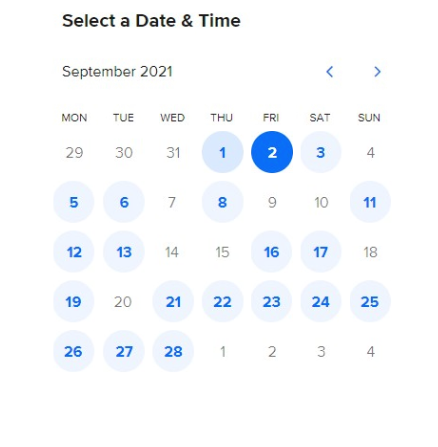 Select a Date & Time
September 2021
MON TUE WED THU FRI SAT SUN
29 30 31 1 2 3 4
5 6 7 8 9 10 11
12 13 14 15 16 17 18
19 20 21 22 23 24 25
26 27 28 1 2 3 4